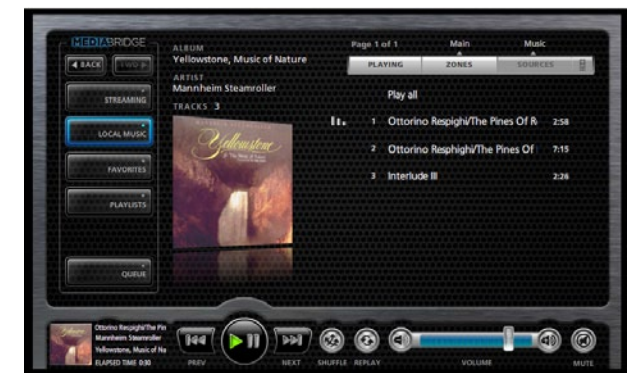 MEDIABRIDGE
BACK
TWO
STREAMING
LOCAL MUSIC
FAVORITES
PLAYLISTS
QUEUE
ALBUM
Yellowstone, Music of Nature
ARTIST
Mannheim Steamroller
TRACKS 3
Yellowstone
Page 1 of 1 Main Music
PLAYING ZONES SOURCES
Play all
1 Ottorino Respighi/The Pines Of R 2:58
2 Ottorino Resphighi/The Pines Of 7:15
3 Interlude III 2:26
Ottorino Respighi/The Pin
Mannheim Steamroller
Yellowstone, Music of Na
ELAPSED TIME 0:30
PREV NEXT SHUFFLE REPLAY VOLUME MUTE